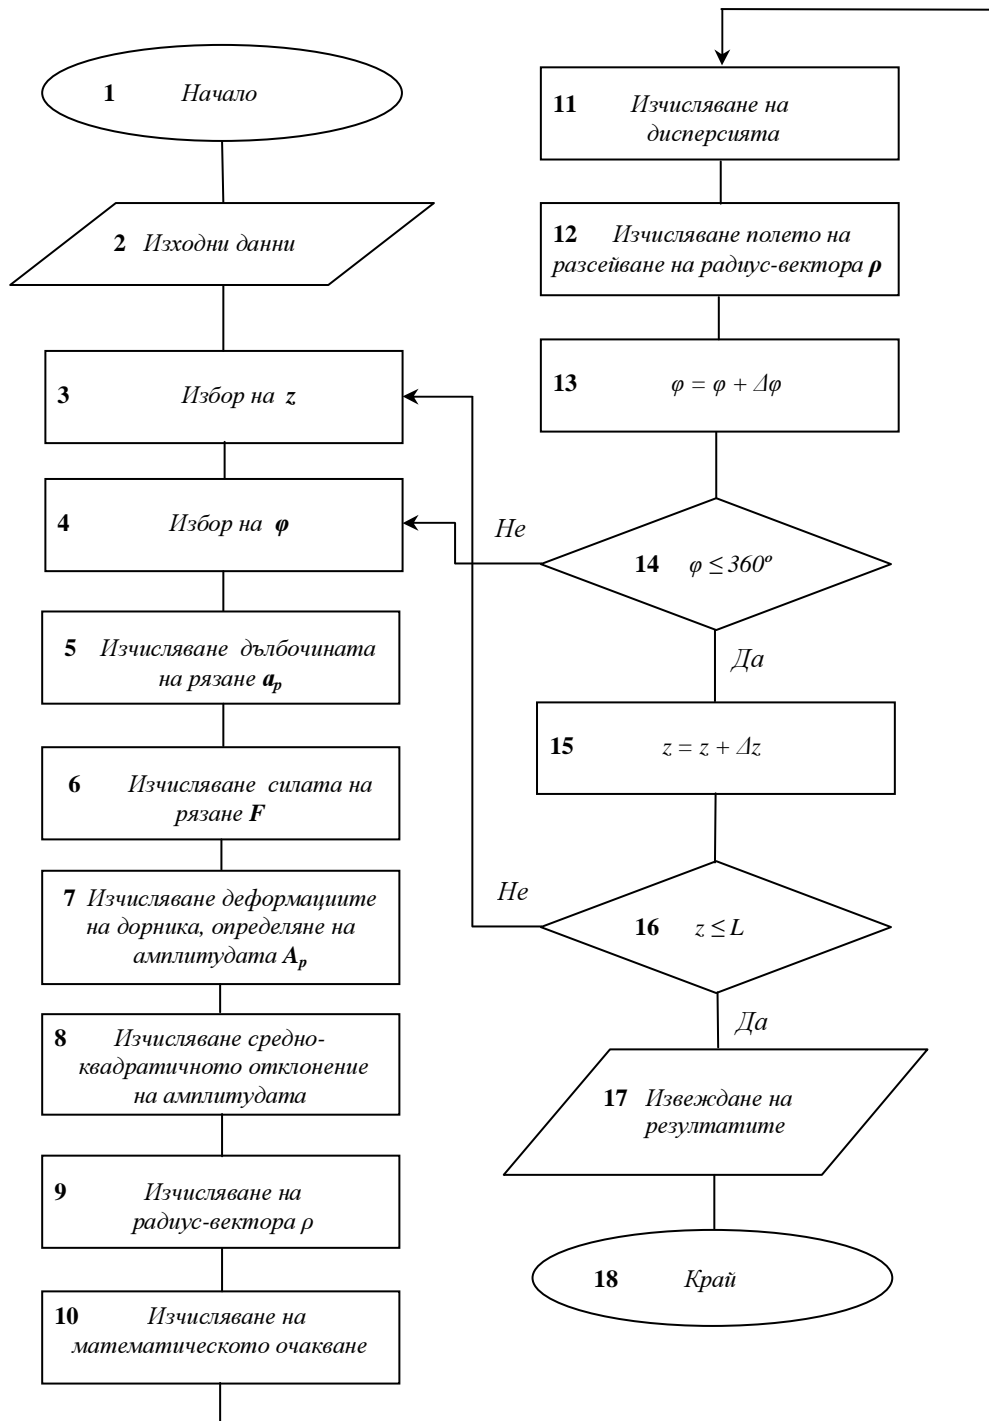 1 Начало
2 Изходни данни
3 Избор на z
4 Избор на φ
5 Изчисляване дълбочината
на рязане aₚ
6 Изчисляване силата на
рязане F
7 Изчисляване деформациите
на дорника, определяне на
амплитудата Aₚ
8 Изчисляване средно-
квадратичното отклонение
на амплитудата
9 Изчисляване на
радиус-вектора ρ
10 Изчисляване на
математическото очакване
11 Изчисляване на
дисперсията
12 Изчисляване полето на
разсейване на радиус-вектора ρ
13 φ = φ + Δφ
Не
14 φ ≤ 360º
Да
15 z = z + Δz
Не
16 z ≤ L
Да
17 Извеждане на
резултатите
18 Край